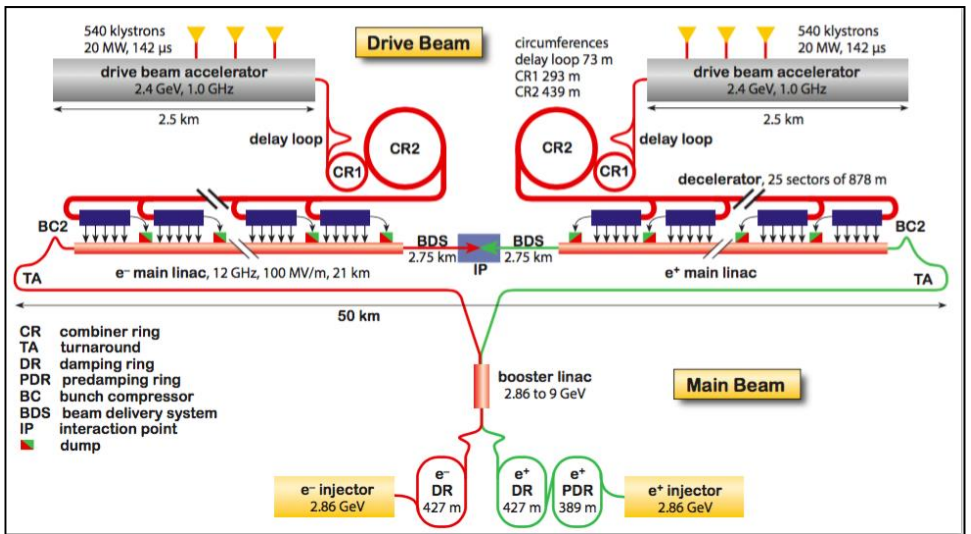 540 klystrons
20 MW, 142 µs
Drive Beam
circumferences
delay loop 73 m
CR1 293 m
CR2 439 m
540 klystrons
20 MW, 142 µs
drive beam accelerator
2.4 GeV, 1.0 GHz
drive beam accelerator
2.4 GeV, 1.0 GHz
2.5 km
2.5 km
delay loop
CR2
CR1
CR2
CR1
delay loop
decelerator, 25 sectors of 878 m
BC2
BDS
2.75 km
IP
BDS
2.75 km
BC2
TA
e⁻ main linac, 12 GHz, 100 MV/m, 21 km
e⁺ main linac
TA
50 km
CR combiner ring
TA turnaround
DR damping ring
PDR predamping ring
BC bunch compressor
BDS beam delivery system
IP interaction point
dump
booster linac
2.86 to 9 GeV
Main Beam
e⁻ injector
2.86 GeV
e⁻
DR
427 m
e⁺
DR
427 m
e⁺
PDR
389 m
e⁺ injector
2.86 GeV